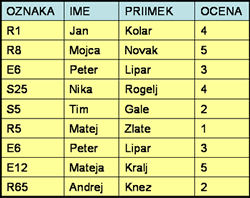 OZNAKA IME PRIIMEK OCENA
R1 Jan Kolar 4
R8 Mojca Novak 5
E6 Peter Lipar 3
S25 Nika Rogelj 4
S5 Tim Gale 2
R5 Matej Zlate 1
E6 Peter Lipar 3
E12 Mateja Kralj 5
R65 Andrej Knez 2